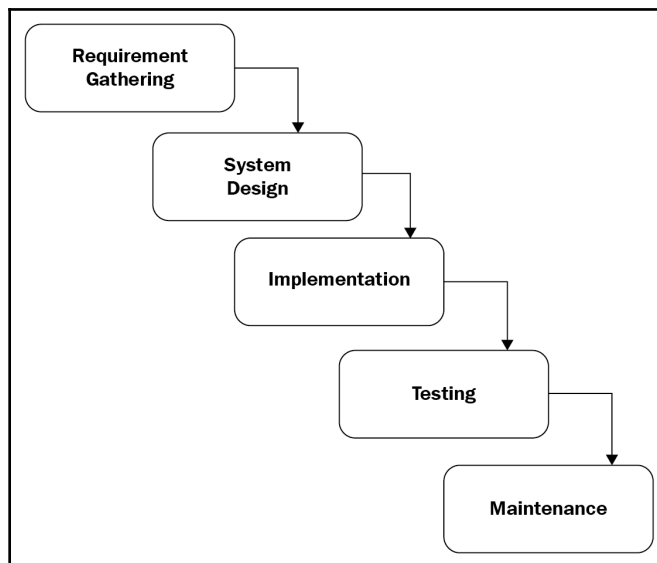 Requirement
Gathering
System
Design
Implementation
Testing
Maintenance